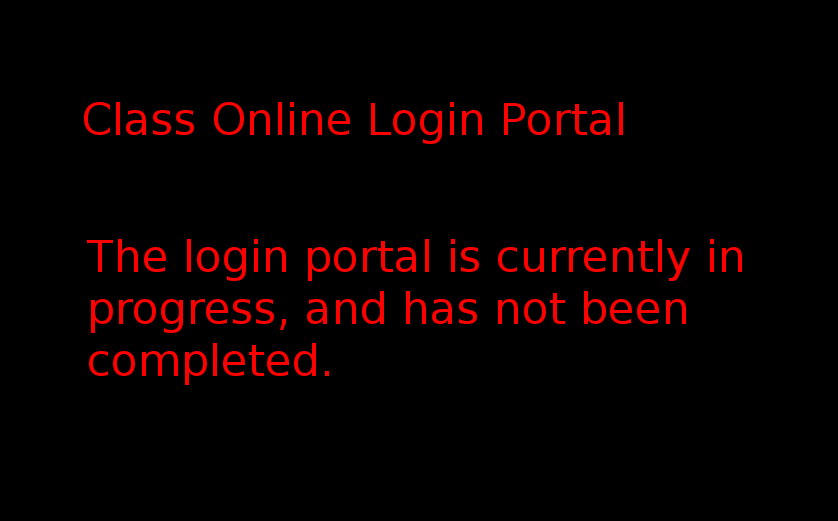 Class Online Login Portal
The login portal is currently in
progress, and has not been
completed.